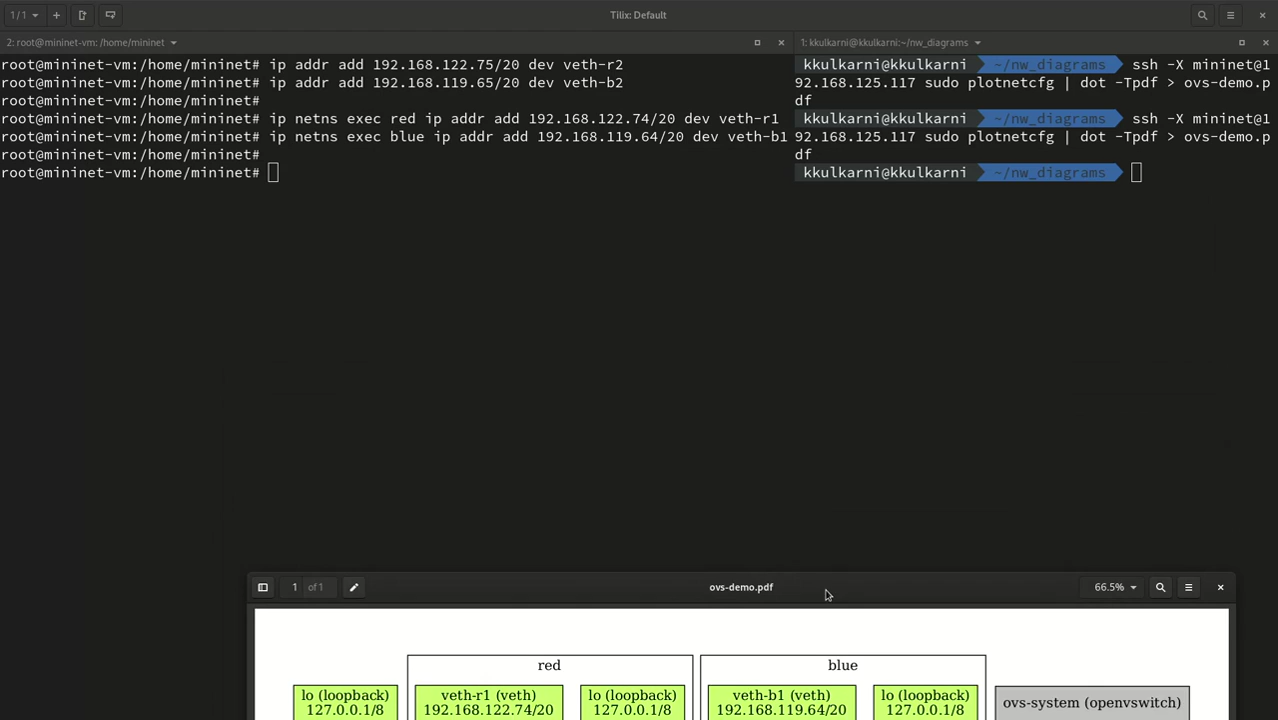 1/1
Tilix: Default
2: root@mininet-vm: /home/mininet
1: kkulkarni@kkulkarni:~/nw_diagrams
root@mininet-vm:/home/mininet# ip addr add 192.168.122.75/20 dev veth-r2
root@mininet-vm:/home/mininet# ip addr add 192.168.119.65/20 dev veth-b2
root@mininet-vm:/home/mininet#
root@mininet-vm:/home/mininet# ip netns exec red ip addr add 192.168.122.74/20 dev veth-r1
root@mininet-vm:/home/mininet# ip netns exec blue ip addr add 192.168.119.64/20 dev veth-b1
root@mininet-vm:/home/mininet#
root@mininet-vm:/home/mininet#
kkulkarni@kkulkarni ~/nw_diagrams ssh -X mininet@1
92.168.125.117 sudo plotnetcfg | dot -Tpdf > ovs-demo.p
df
kkulkarni@kkulkarni ~/nw_diagrams ssh -X mininet@1
92.168.125.117 sudo plotnetcfg | dot -Tpdf > ovs-demo.p
df
kkulkarni@kkulkarni ~/nw_diagrams
1 of 1
ovs-demo.pdf
66.5%
red
blue
lo (loopback)
127.0.0.1/8
veth-r1 (veth)
192.168.122.74/20
lo (loopback)
127.0.0.1/8
veth-b1 (veth)
192.168.119.64/20
lo (loopback)
127.0.0.1/8
ovs-system (openvswitch)